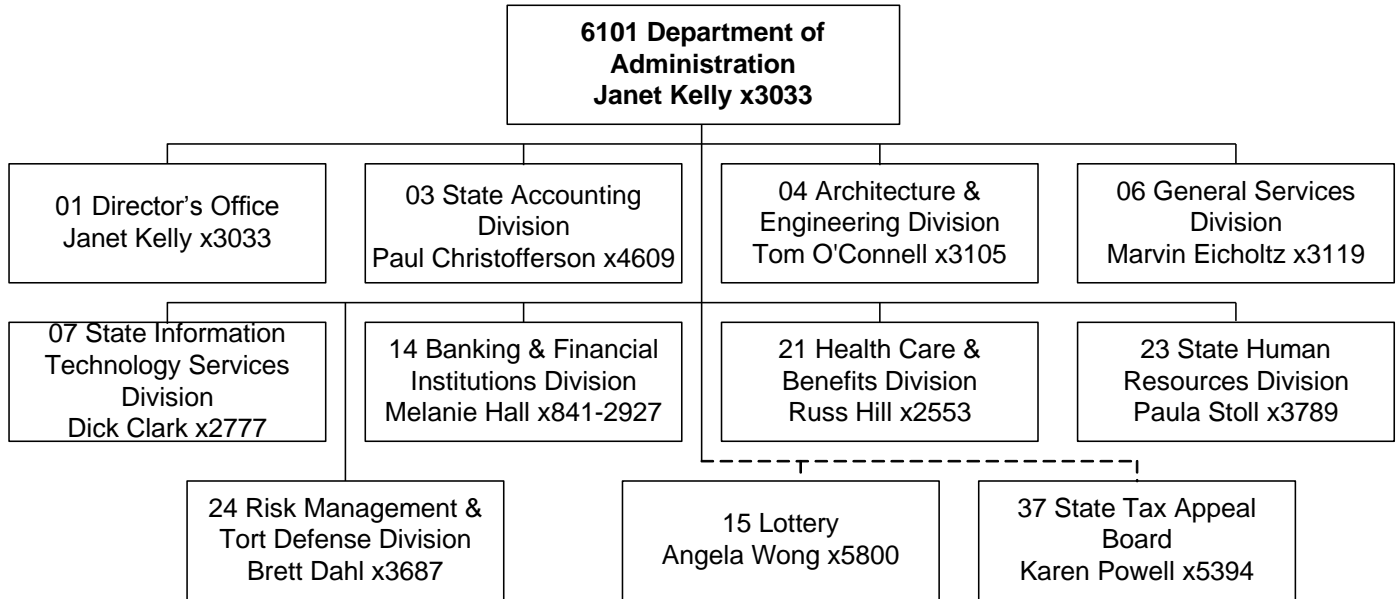 6101 Department of
Administration
Janet Kelly x3033
01 Director’s Office
Janet Kelly x3033
03 State Accounting
Division
Paul Christofferson x4609
04 Architecture &
Engineering Division
Tom O'Connell x3105
06 General Services
Division
Marvin Eicholtz x3119
07 State Information
Technology Services
Division
Dick Clark x2777
14 Banking & Financial
Institutions Division
Melanie Hall x841-2927
21 Health Care &
Benefits Division
Russ Hill x2553
23 State Human
Resources Division
Paula Stoll x3789
24 Risk Management &
Tort Defense Division
Brett Dahl x3687
15 Lottery
Angela Wong x5800
37 State Tax Appeal
Board
Karen Powell x5394